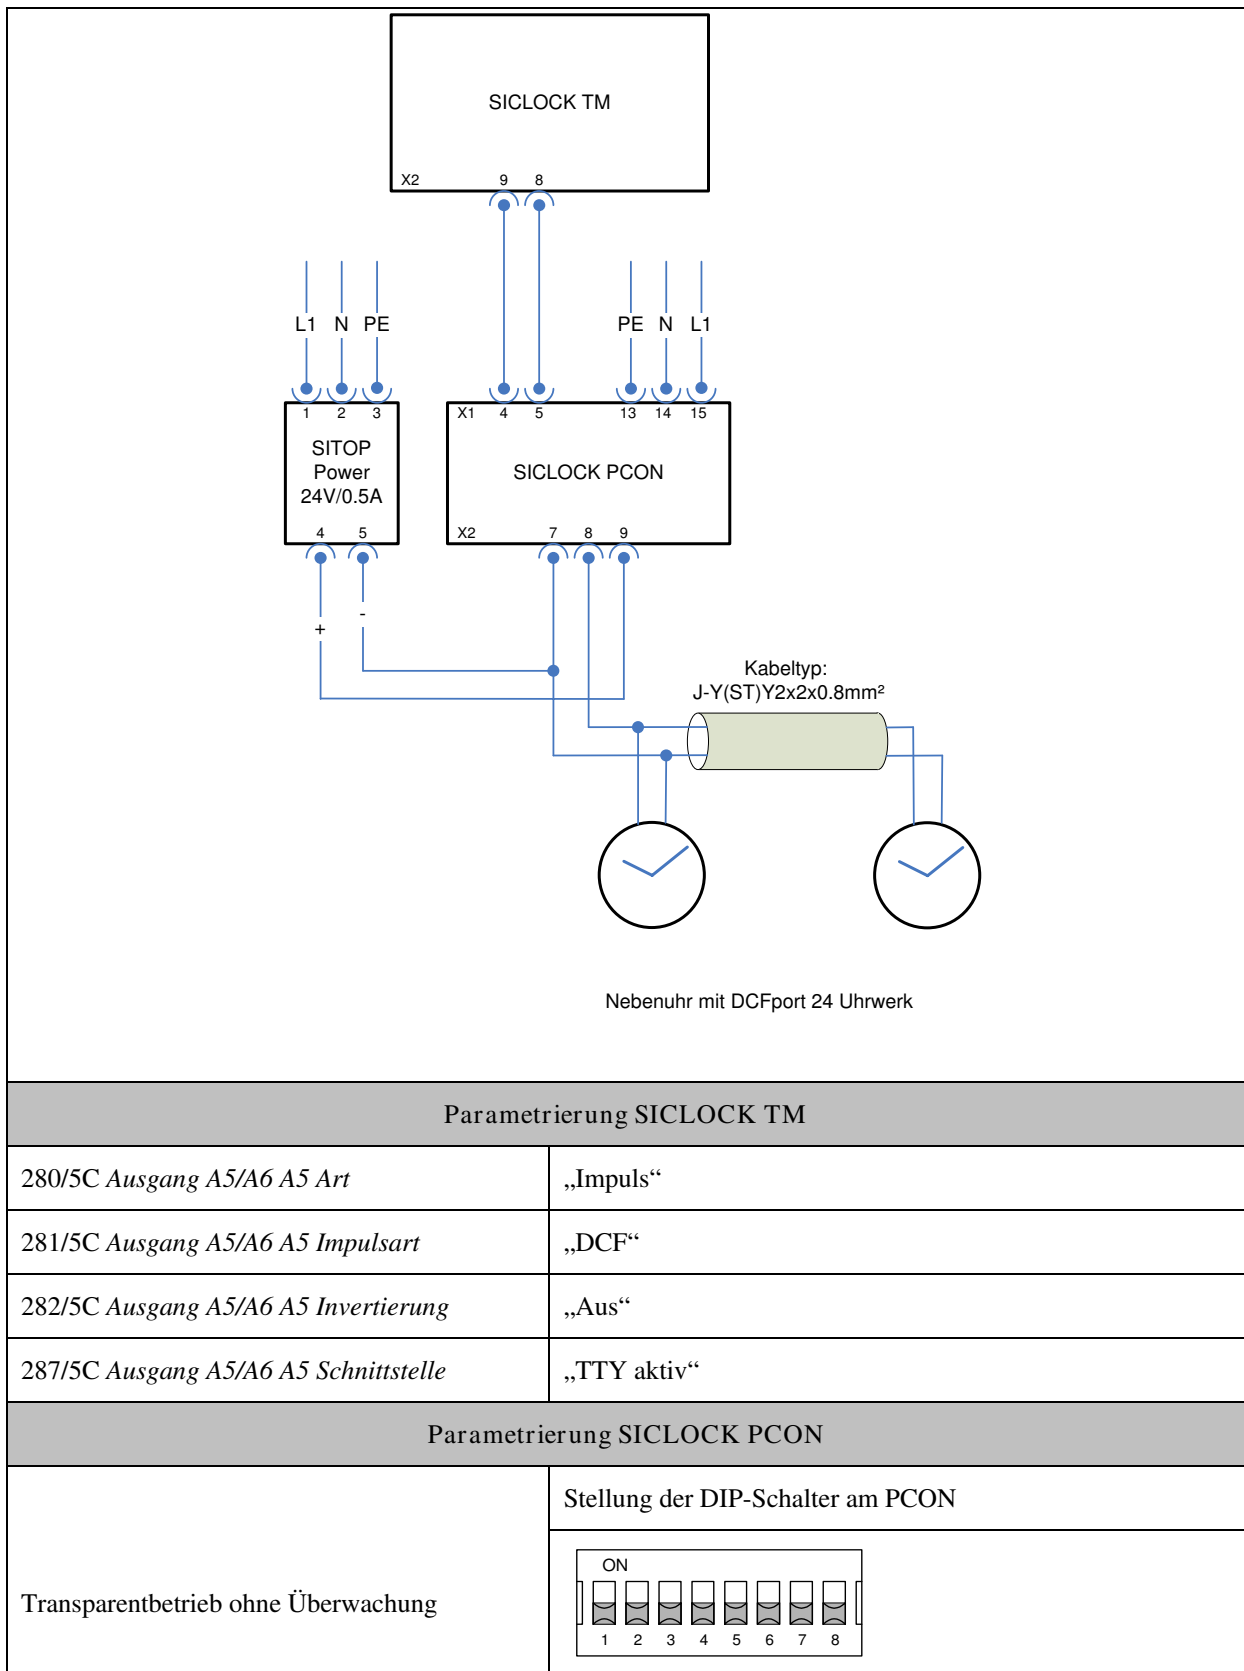 SICLOCK TM
X2 9 8
L1 N PE PE N L1
1 2 3 X1 4 5 13 14 15
SITOP
Power
24V/0.5A
SICLOCK PCON
4 5 X2 7 8 9
-
+
Kabeltyp:
J-Y(ST)Y2x2x0.8mm²
Nebenuhr mit DCFport 24 Uhrwerk
Parametrierung SICLOCK TM
280/5C Ausgang A5/A6 A5 Art „Impuls“
281/5C Ausgang A5/A6 A5 Impulsart „DCF“
282/5C Ausgang A5/A6 A5 Invertierung „Aus“
287/5C Ausgang A5/A6 A5 Schnittstelle „TTY aktiv“
Parametrierung SICLOCK PCON
Stellung der DIP-Schalter am PCON
Transparentbetrieb ohne Überwachung
ON
1 2 3 4 5 6 7 8